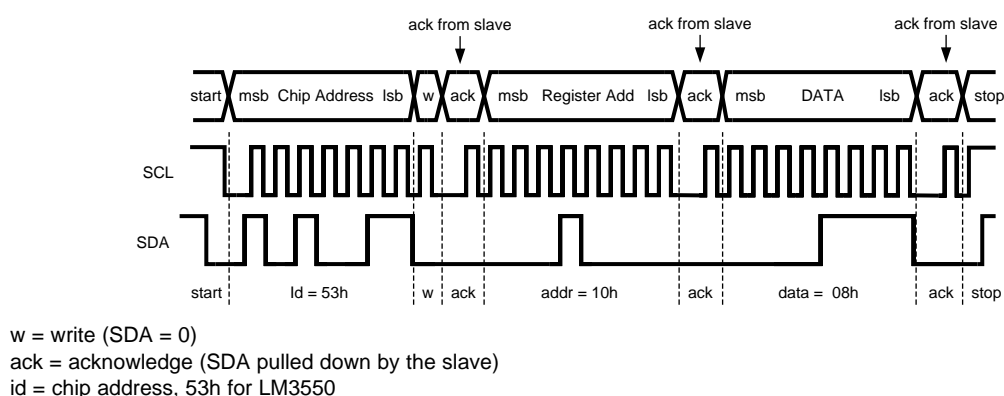 ack from slave ack from slave ack from slave
start msb Chip Address lsb w ack msb Register Add lsb ack msb DATA lsb ack stop
SCL
SDA
start Id = 53h w ack addr = 10h ack data = 08h ack stop
w = write (SDA = 0)
ack = acknowledge (SDA pulled down by the slave)
id = chip address, 53h for LM3550